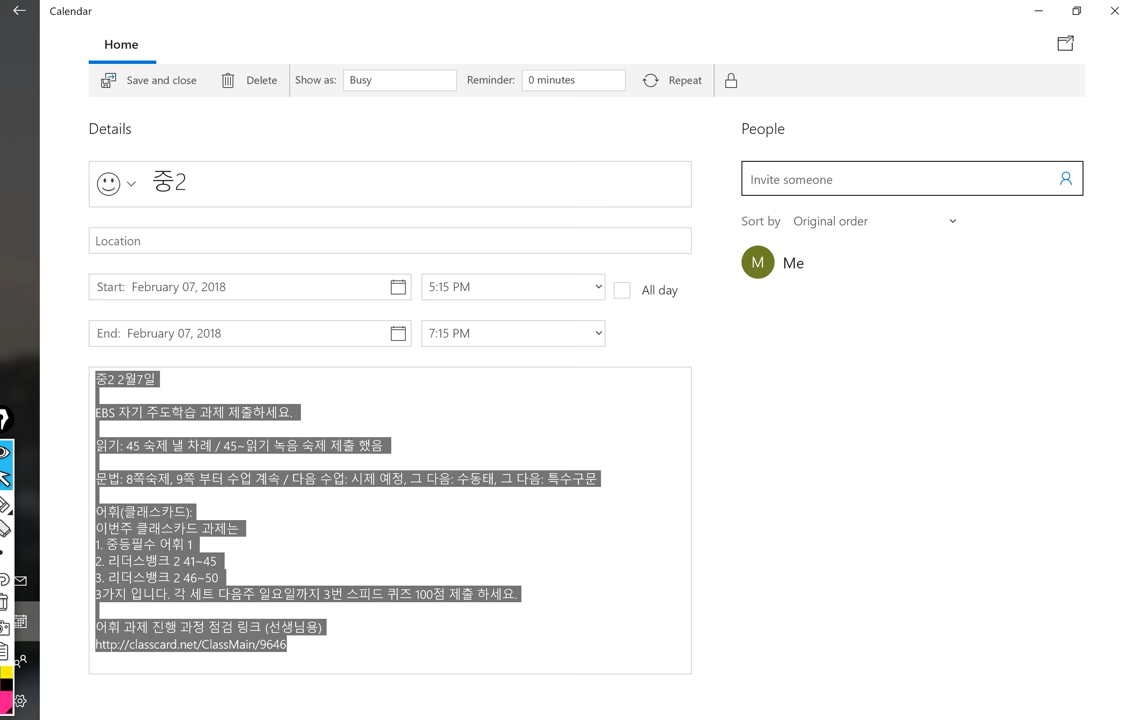 Calendar
Home
Save and close
Delete
Show as:
Busy
Reminder:
0 minutes
Repeat
Details
People
중2
Invite someone
Location
Sort by
Original order
M
Me
Start: February 07, 2018
5:15 PM
All day
End: February 07, 2018
7:15 PM
중2 2월7일
EBS 자기 주도학습 과제 제출하세요.
읽기: 45 숙제 낼 차례 / 45~읽기 녹음 숙제 제출 했음
문법: 8쪽숙제, 9쪽 부터 수업 계속 / 다음 수업: 시제 예정, 그 다음: 수동태, 그 다음: 특수구문
어휘(클래스카드):
이번주 클래스카드 과제는
1. 중등필수 어휘 1
2. 리더스뱅크 2 41~45
3. 리더스뱅크 2 46~50
3가지 입니다. 각 세트 다음주 일요일까지 3번 스피드 퀴즈 100점 제출 하세요.
어휘 과제 진행 과정 점검 링크 (선생님용)
http://classcard.net/ClassMain/9646